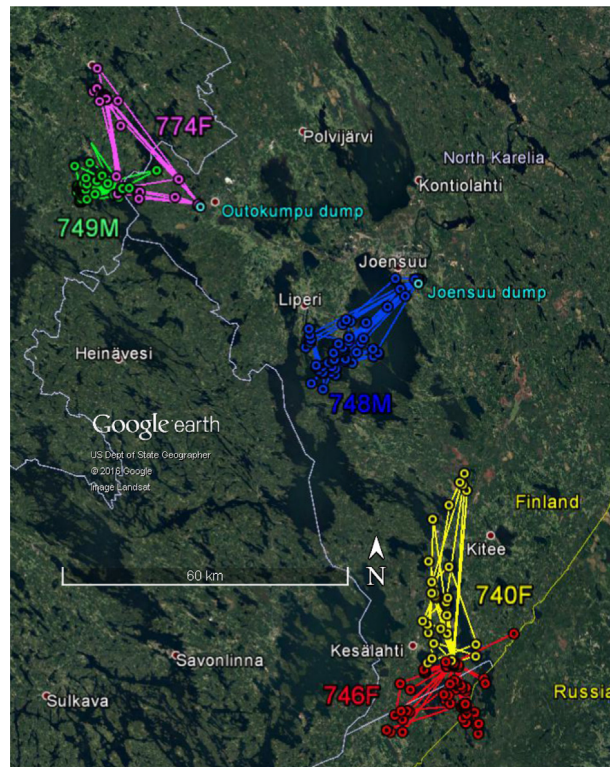 774F
Polvijärvi
North Karelia
Kontiolahti
749M
Outokumpu dump
Joensuu
Liperi
Joensuu dump
Heinävesi
748M
Google earth
US Dept of State Geographer
© 2016 Google
Image Landsat
Finland
Kitee
60 km
N
740F
Kesälahti
Savonlinna
746F
Sulkava
Russia